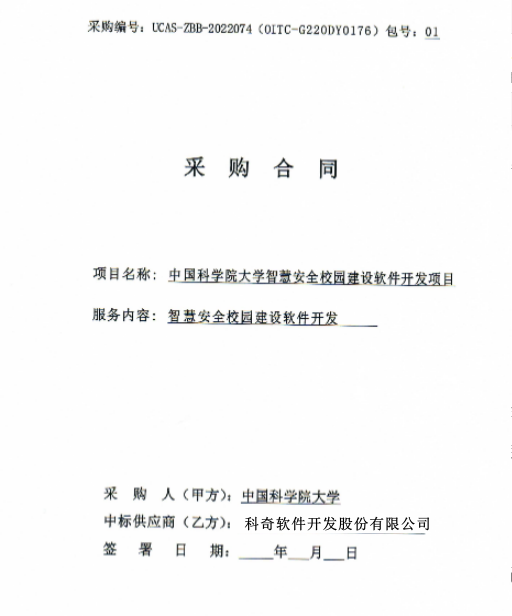 采购编号：UCAS-ZBB-2022074（OITC-G220DY0176）包号：01
采 购 合 同
项目名称：中国科学院大学智慧安全校园建设软件开发项目
服务内容：智慧安全校园建设软件开发
采 购 人（甲方）：中国科学院大学
中标供应商（乙方）：科奇软件开发股份有限公司
签 署 日 期：____年___月__日